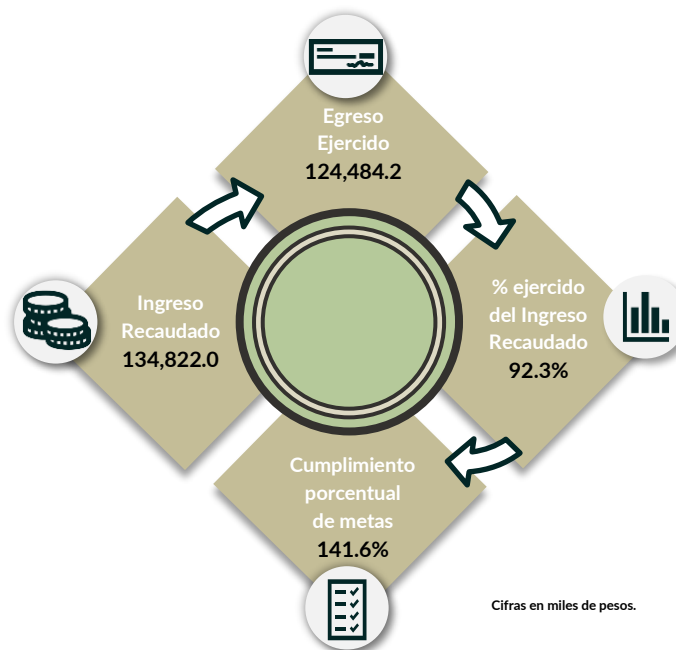 Egreso
Ejercido
124,484.2
Ingreso
Recaudado
134,822.0
% ejercido
del Ingreso
Recaudado
92.3%
Cumplimiento
porcentual
de metas
141.6%
Cifras en miles de pesos.